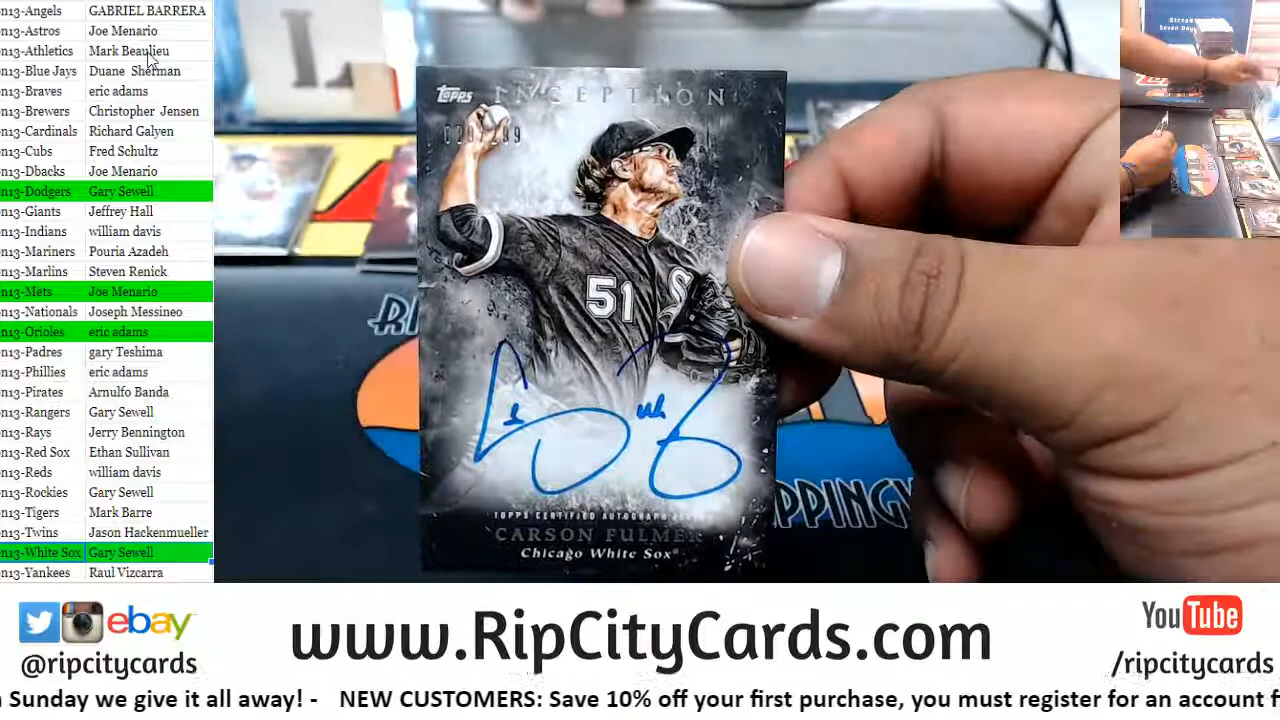 n13-Angels GABRIEL BARRERA
n13-Astros Joe Menario
n13-Athletics Mark Beaulieu
n13-Blue Jays Duane Sherman
n13-Braves eric adams
n13-Brewers Christopher Jensen
n13-Cardinals Richard Galyen
n13-Cubs Fred Schultz
n13-Dbacks Joe Menario
n13-Dodgers Gary Sewell
n13-Giants Jeffrey Hall
n13-Indians william davis
n13-Mariners Pouria Azadeh
n13-Marlins Steven Renick
n13-Mets Joe Menario
n13-Nationals Joseph Messineo
n13-Orioles eric adams
n13-Padres gary Teshima
n13-Phillies eric adams
n13-Pirates Arnulfo Banda
n13-Rangers Gary Sewell
n13-Rays Jerry Bennington
n13-Red Sox Ethan Sullivan
n13-Reds william davis
n13-Rockies Gary Sewell
n13-Tigers Mark Barre
n13-Twins Jason Hackenmueller
n13-White Sox Gary Sewell
n13-Yankees Raul Vizcarra
TOPPS INCEPTION
51
TOPPS CERTIFIED AUTOGRAPH
CARSON FULMER
Chicago White Sox
ebay
@ripcitycards
www.RipCityCards.com
YouTube
/ripcitycards
Sunday we give it all away! - NEW CUSTOMERS: Save 10% off your first purchase, you must register for an account f